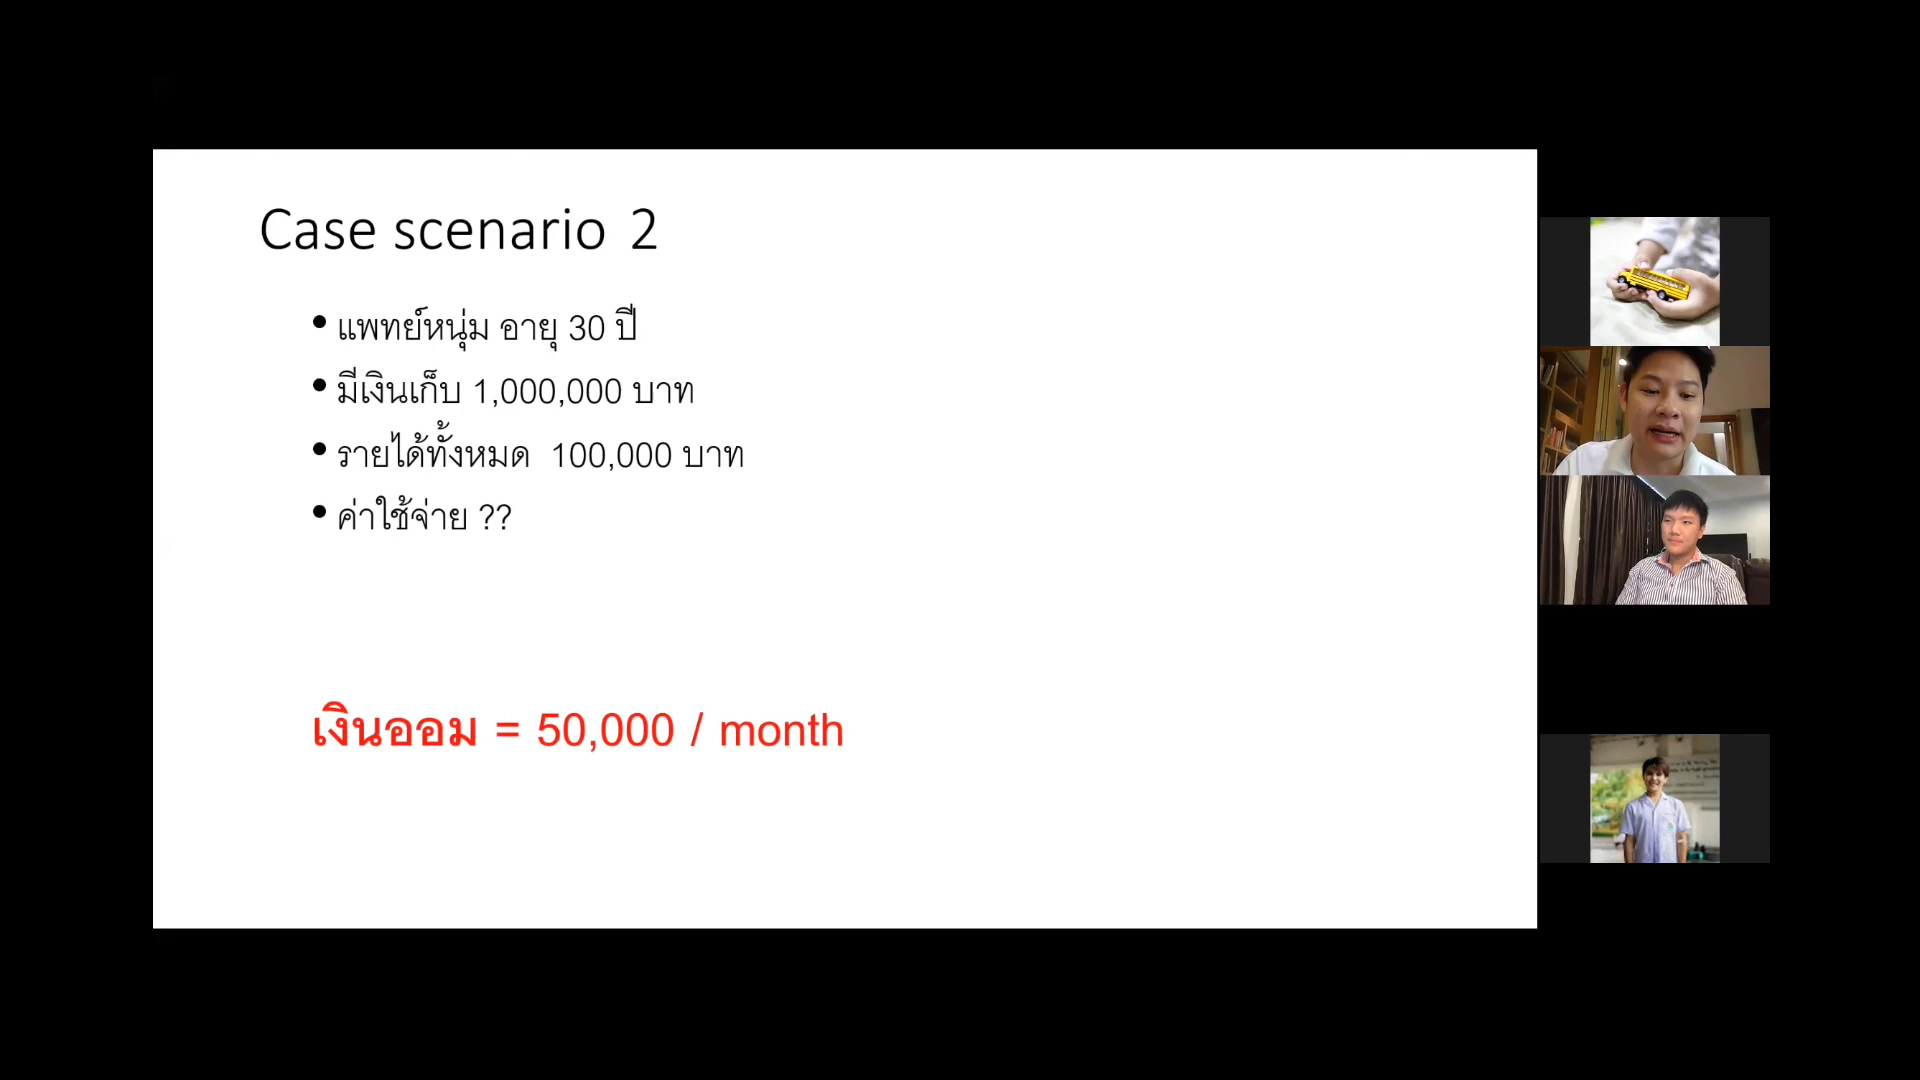 Case scenario 2
• แพทย์หนุ่ม อายุ 30 ปี
• มีเงินเก็บ 1,000,000 บาท
• รายได้ทั้งหมด 100,000 บาท
• ค่าใช้จ่าย ??
เงินออม = 50,000 / month